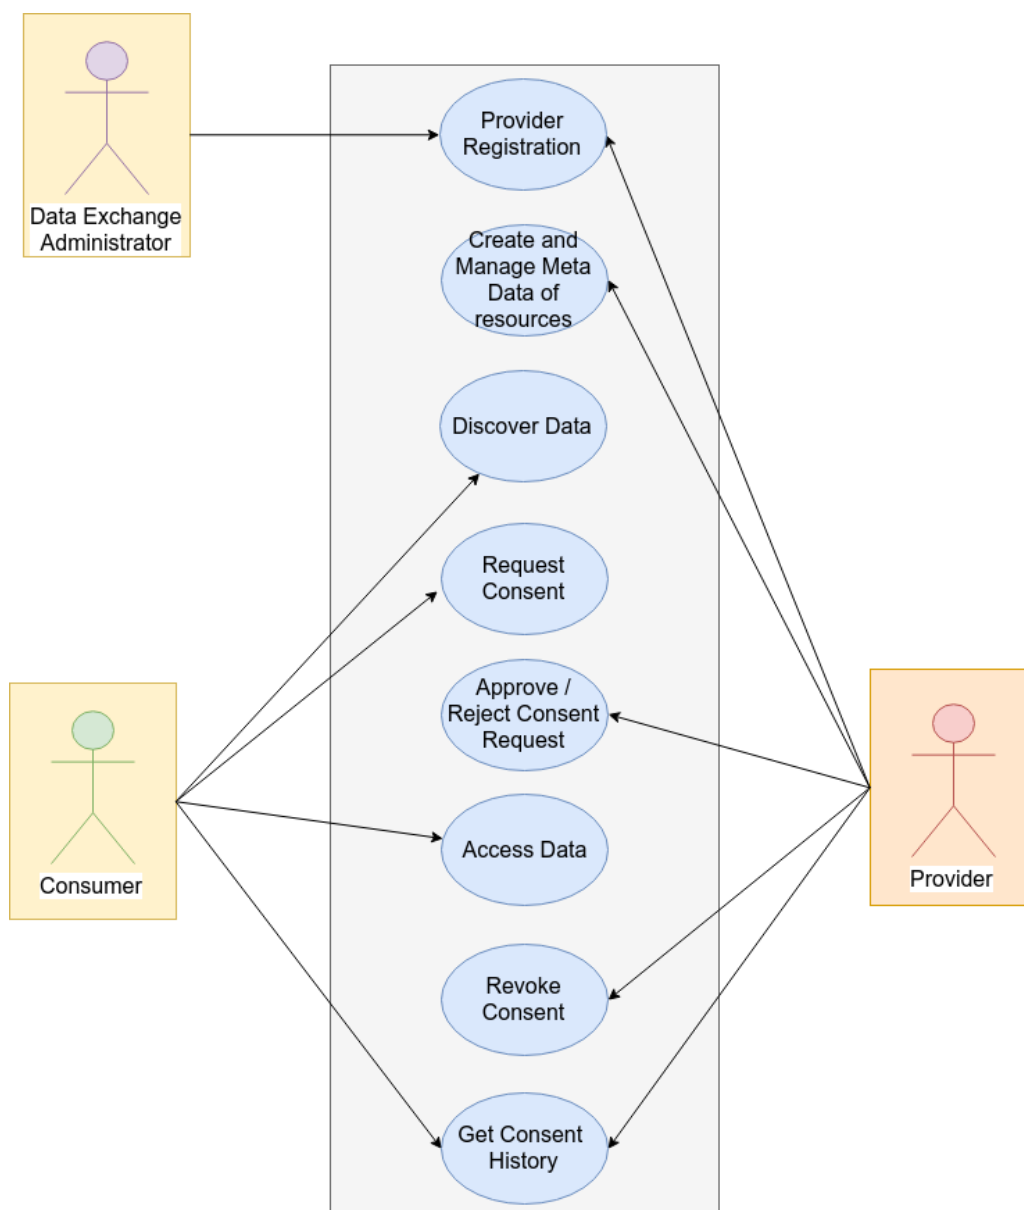 Data Exchange
Administrator
Provider
Registration
Create and
Manage Meta
Data of
resources
Discover Data
Request
Consent
Approve /
Reject Consent
Request
Access Data
Revoke
Consent
Get Consent
History
Consumer
Provider